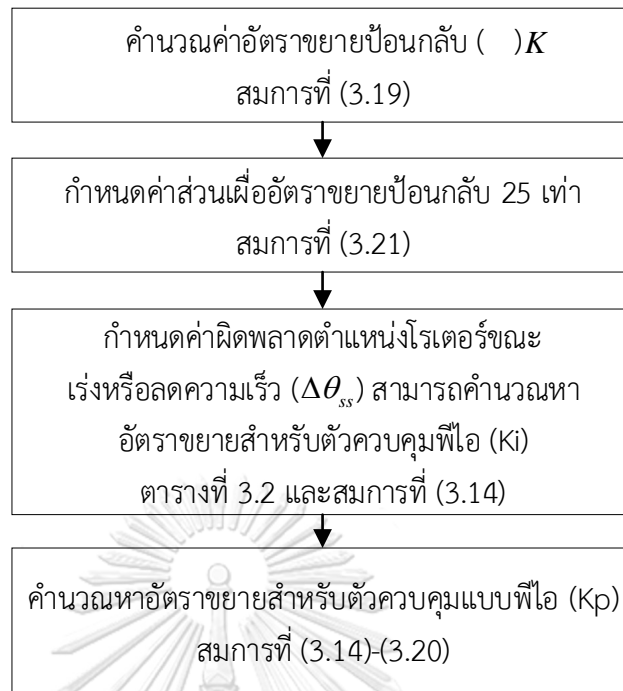 คำนวณค่าอัตราขยายป้อนกลับ ( )K
สมการที่ (3.19)
กำหนดค่าส่วนเผื่ออัตราขยายป้อนกลับ 25 เท่า
สมการที่ (3.21)
กำหนดค่าผิดพลาดตำแหน่งโรเตอร์ขณะ
เร่งหรือลดความเร็ว (Δθss) สามารถคำนวณหา
อัตราขยายสำหรับตัวควบคุมพีไอ (Ki)
ตารางที่ 3.2 และสมการที่ (3.14)
คำนวณหาอัตราขยายสำหรับตัวควบคุมแบบพีไอ (Kp)
สมการที่ (3.14)-(3.20)